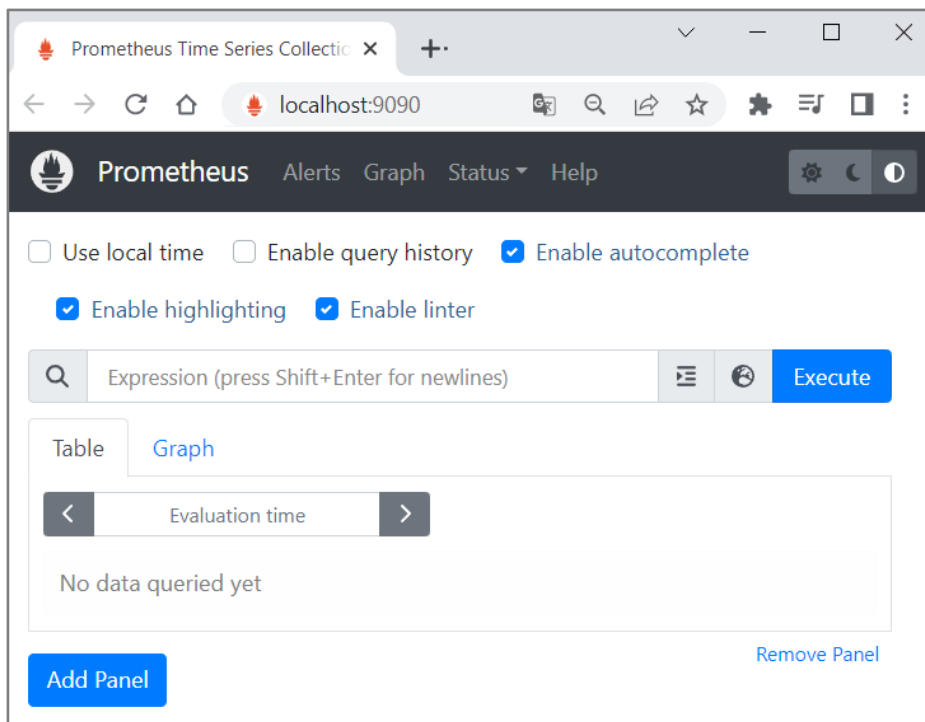 Prometheus Time Series Collectio
localhost:9090
Prometheus Alerts Graph Status Help
Use local time Enable query history Enable autocomplete
Enable highlighting Enable linter
Expression (press Shift+Enter for newlines) Execute
Table Graph
Evaluation time
No data queried yet
Remove Panel
Add Panel